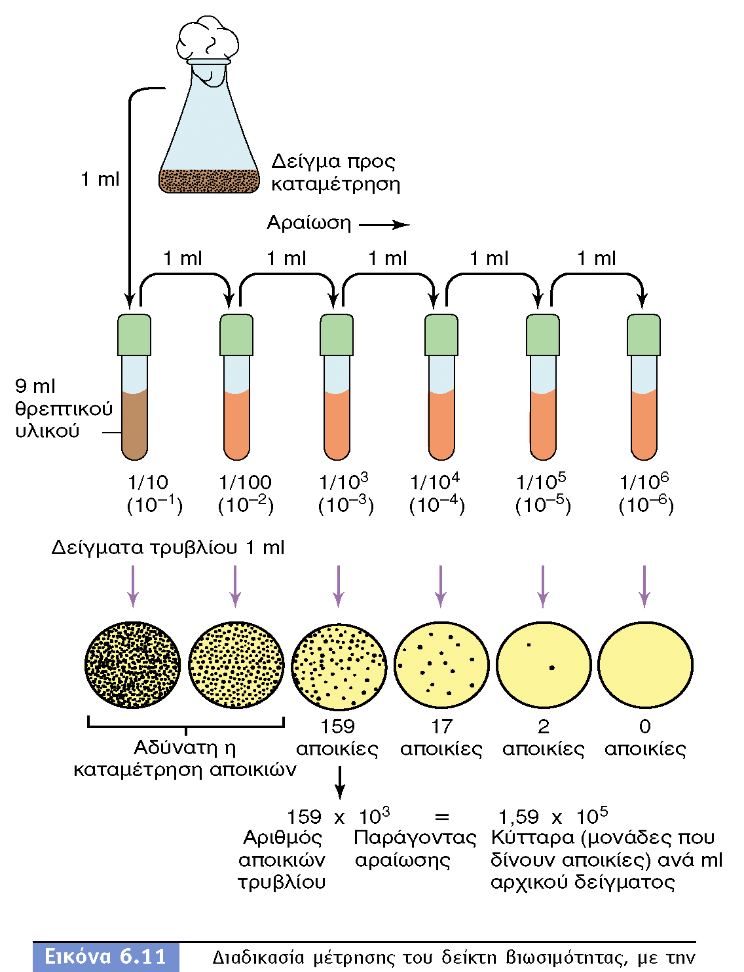 Δείγμα προς
καταμέτρηση
1 ml
Αραίωση
1 ml 1 ml 1 ml 1 ml 1 ml
9 ml
θρεπτικού
υλικού
1/10 1/100 1/10³ 1/10⁴ 1/10⁵ 1/10⁶
(10⁻¹) (10⁻²) (10⁻³) (10⁻⁴) (10⁻⁵) (10⁻⁶)
Δείγματα τρυβλίου 1 ml
159 17 2 0
αποικίες αποικίες αποικίες αποικίες
Αδύνατη η
καταμέτρηση αποικιών
159 x 10³ = 1,59 x 10⁵
Αριθμός Παράγοντας Κύτταρα (μονάδες που
αποικιών αραίωσης δίνουν αποικίες) ανά ml
τρυβλίου αρχικού δείγματος
Εικόνα 6.11 Διαδικασία μέτρησης του δείκτη βιωσιμότητας, με την